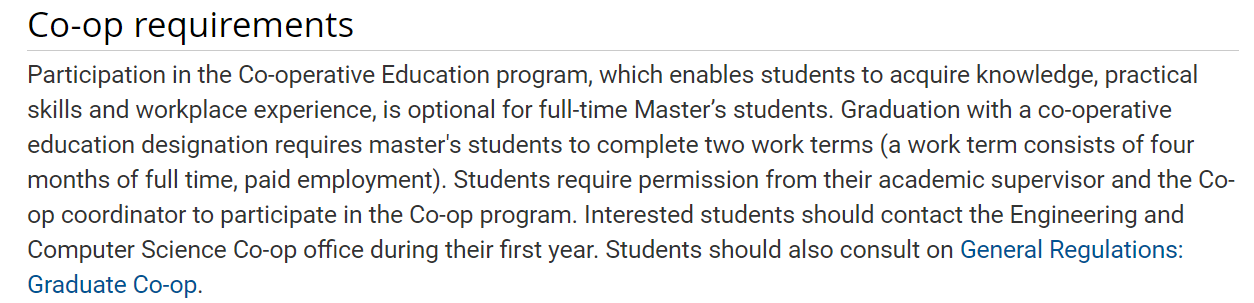 Co-op requirements
Participation in the Co-operative Education program, which enables students to acquire knowledge, practical
skills and workplace experience, is optional for full-time Master’s students. Graduation with a co-operative
education designation requires master's students to complete two work terms (a work term consists of four
months of full time, paid employment). Students require permission from their academic supervisor and the Co-
op coordinator to participate in the Co-op program. Interested students should contact the Engineering and
Computer Science Co-op office during their first year. Students should also consult on General Regulations:
Graduate Co-op.